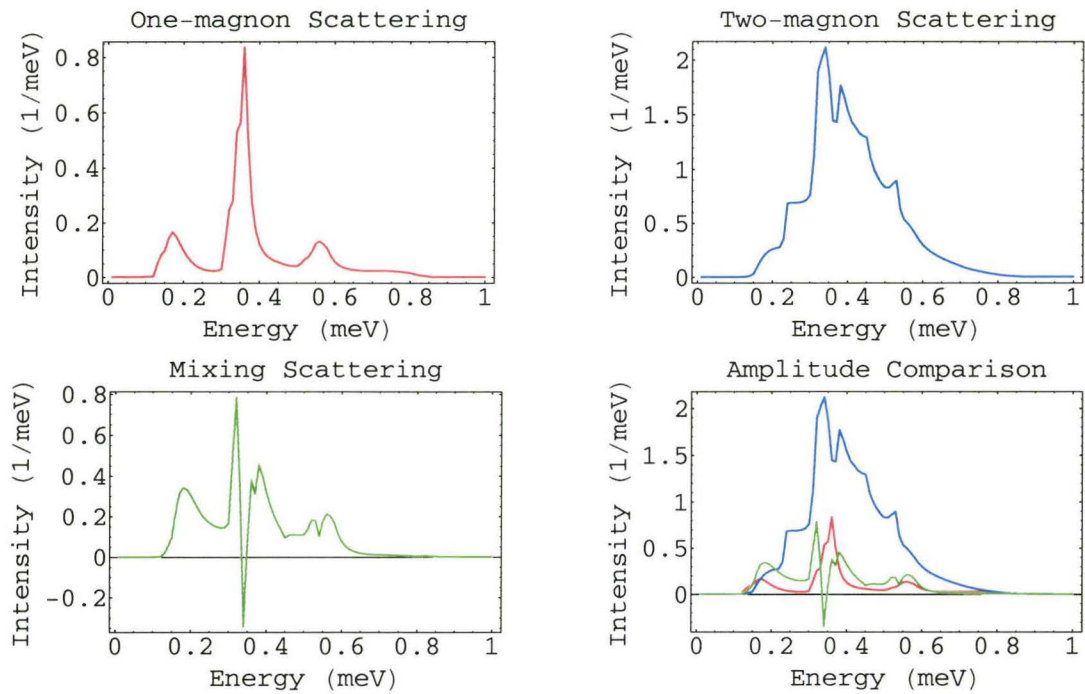 One-magnon Scattering
Intensity (1/meV)
0.8
0.6
0.4
0.2
0
0 0.2 0.4 0.6 0.8 1
Energy (meV)
Two-magnon Scattering
Intensity (1/meV)
2
1.5
1
0.5
0
0 0.2 0.4 0.6 0.8 1
Energy (meV)
Mixing Scattering
Intensity (1/meV)
0.8
0.6
0.4
0.2
0
-0.2
0 0.2 0.4 0.6 0.8 1
Energy (meV)
Amplitude Comparison
Intensity (1/meV)
2
1.5
1
0.5
0
0 0.2 0.4 0.6 0.8 1
Energy (meV)